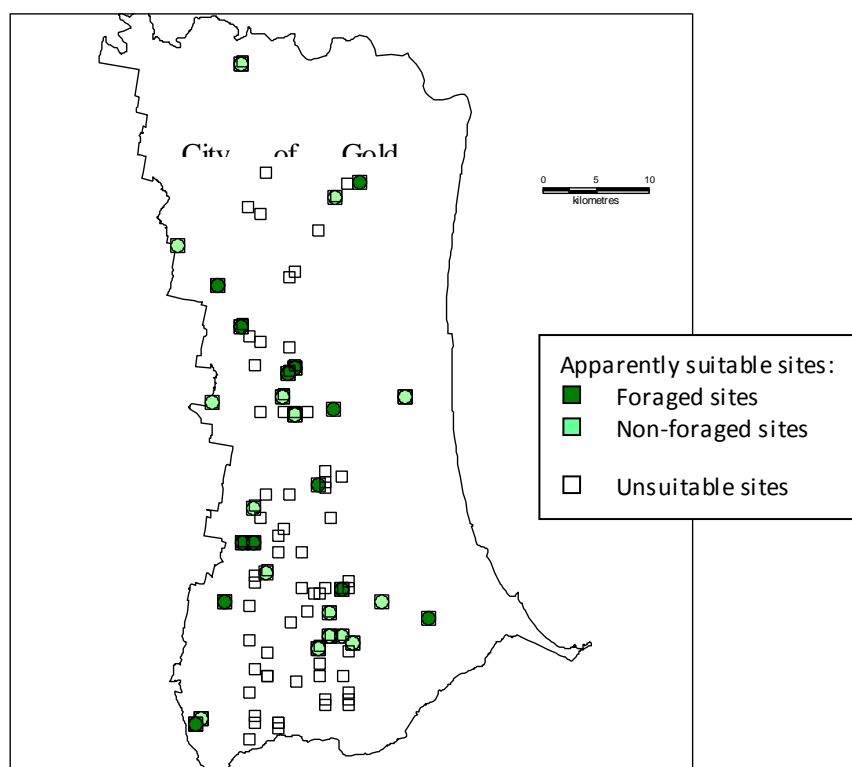 City of Gold
0 5 10
kilometres
Apparently suitable sites:
Foraged sites
Non-foraged sites
Unsuitable sites